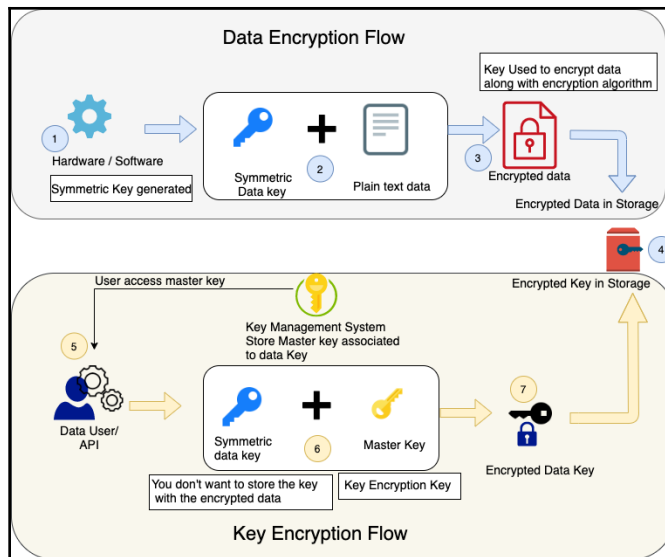 Data Encryption Flow
Key Used to encrypt data
along with encryption algorithm
1
Hardware / Software
Symmetric Key generated
Symmetric
Data key
2
Plain text data
3
Encrypted data
Encrypted Data in Storage
4
Encrypted Key in Storage
User access master key
Key Management System
Store Master key associated
to data Key
5
Data User/
API
Symmetric
data key
6
Master Key
7
Encrypted Data Key
You don't want to store the key
with the encrypted data
Key Encryption Key
Key Encryption Flow